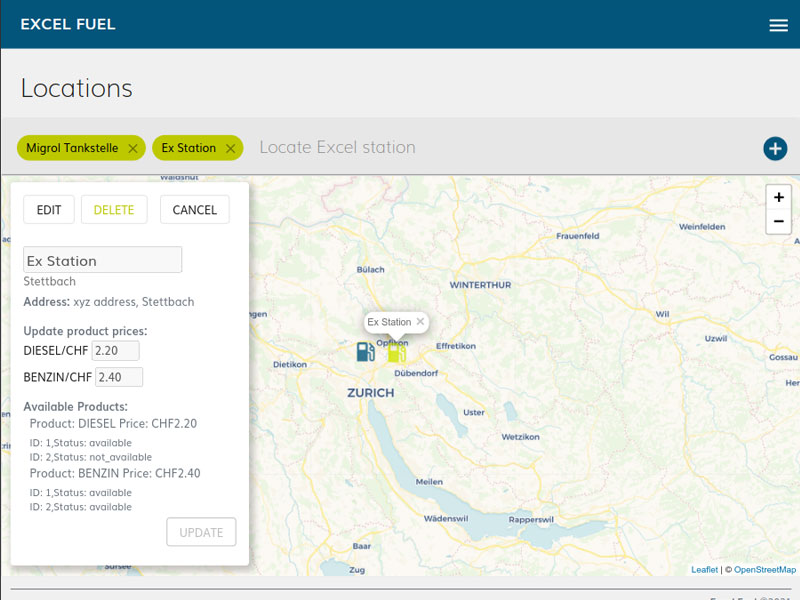 EXCEL FUEL
Locations
Migrol Tankstelle ×
Ex Station ×
Locate Excel station
+
Waldshut
EDIT
DELETE
CANCEL
+
−
Ex Station
Stettbach
Address: xyz address, Stettbach
Update product prices:
DIESEL/CHF 2.20
BENZIN/CHF 2.40
Available Products:
Product: DIESEL Price: CHF2.20
ID: 1,Status: available
ID: 2,Status: not_available
Product: BENZIN Price: CHF2.40
ID: 1,Status: available
ID: 2,Status: available
UPDATE
Weinfelden
Frauenfeld
Bülach
WINTERTHUR
Wil
Ex Station ×
Opfikon
Effretikon
Uzwil
Gossau
Dietikon
Dübendorf
ZURICH
Uster
Wetzikon
Meilen
Wädenswil
Rapperswil
Baar
Zug
Sursee
Leaflet | © OpenStreetMap